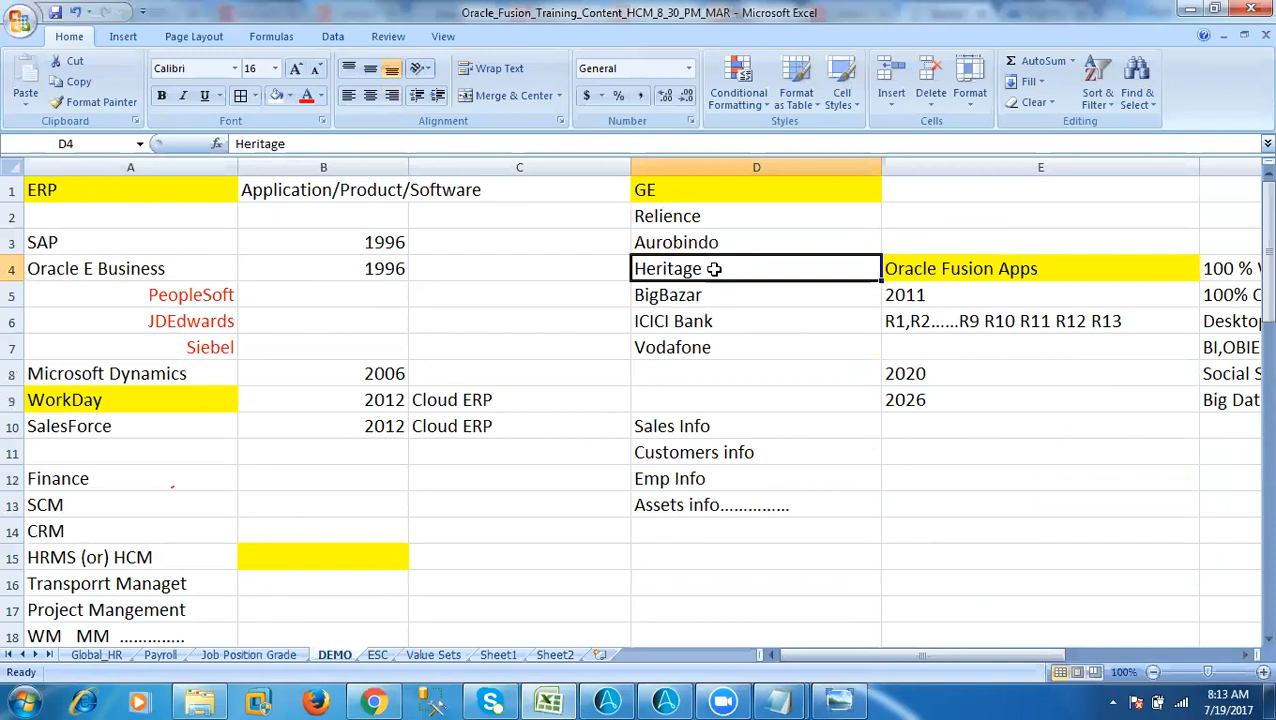 Oracle_Fusion_Training_Content_HCM_8_30_PM_MAR - Microsoft Excel
Home Insert Page Layout Formulas Data Review View
Paste Cut Copy Format Painter
Calibri 16
B I U A A A
Wrap Text
Merge & Center
General
$ % ,
Conditional Formatting Format as Table Cell Styles
Insert Delete Format
AutoSum Fill Clear
Sort & Filter Find & Select
Clipboard Font Alignment Number Styles Cells Editing
D4 fx Heritage
A B C D E
1 ERP Application/Product/Software GE
2 Relience
3 SAP 1996 Aurobindo
4 Oracle E Business 1996 Heritage Oracle Fusion Apps 100 %
5 PeopleSoft BigBazar 2011 100%
6 JDEdwards ICICI Bank R1,R2......R9 R10 R11 R12 R13 Desktop
7 Siebel Vodafone BI,OBIE
8 Microsoft Dynamics 2006 2020 Social S
9 WorkDay 2012 Cloud ERP 2026 Big Dat
10 SalesForce 2012 Cloud ERP Sales Info
11 Customers info
12 Finance Emp Info
13 SCM Assets info...............
14 CRM
15 HRMS (or) HCM
16 Transporrt Managet
17 Project Mangement
18 WM MM ..............
Global_HR Payroll Job Position Grade DEMO ESC Value Sets Sheet1 Sheet2
Ready 100%
8:13 AM
7/19/2017